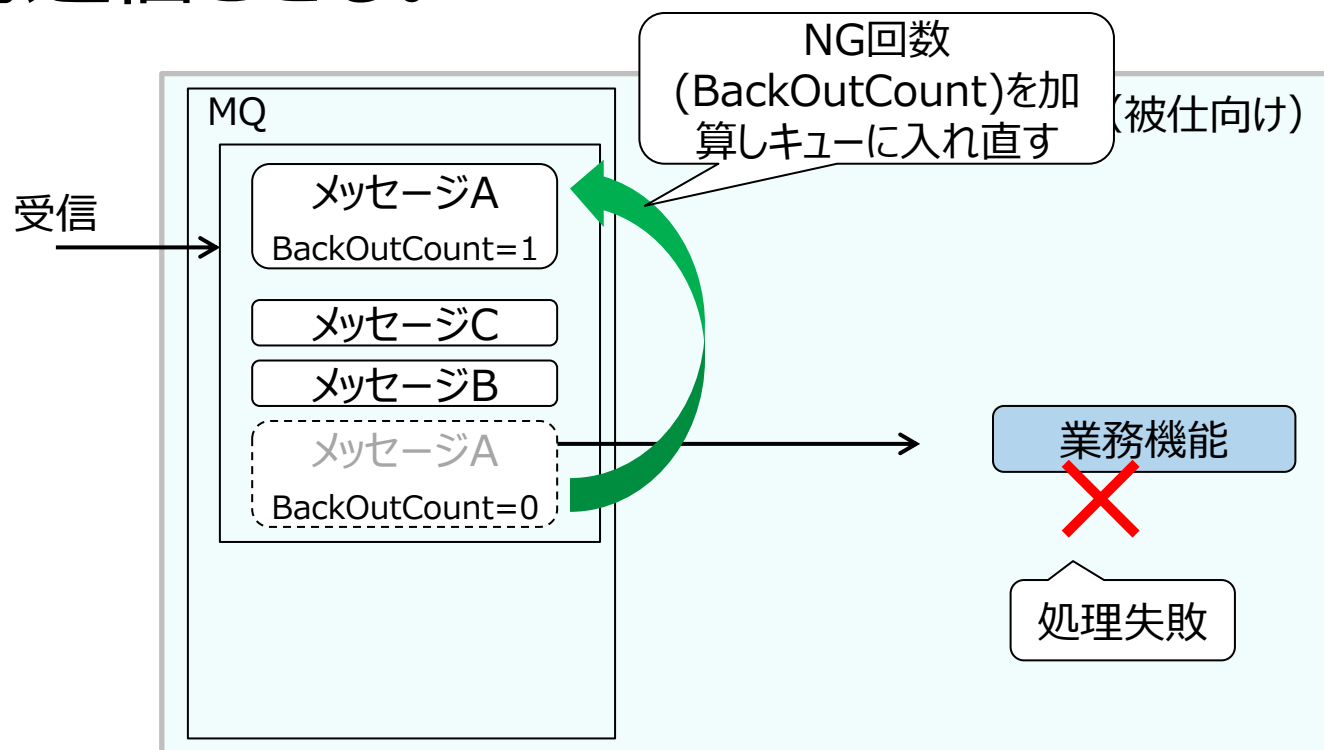 NG回数
(BackOutCount)を加
算しキューに入れ直す
(被仕向け)
MQ
受信
メッセージA
BackOutCount=1
メッセージC
メッセージB
メッセージA
BackOutCount=0
業務機能
処理失敗